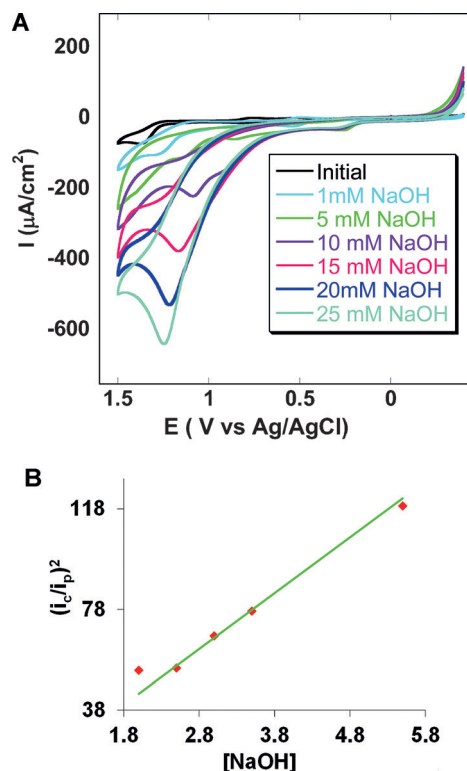 A
200
0
-200
-400
-600
I (μA/cm²)
Initial
1mM NaOH
5 mM NaOH
10 mM NaOH
15 mM NaOH
20mM NaOH
25 mM NaOH
1.5 1 0.5 0
E ( V vs Ag/AgCl)
B
118
78
38
(i_c/i_p)²
1.8 2.8 3.8 4.8 5.8
[NaOH]